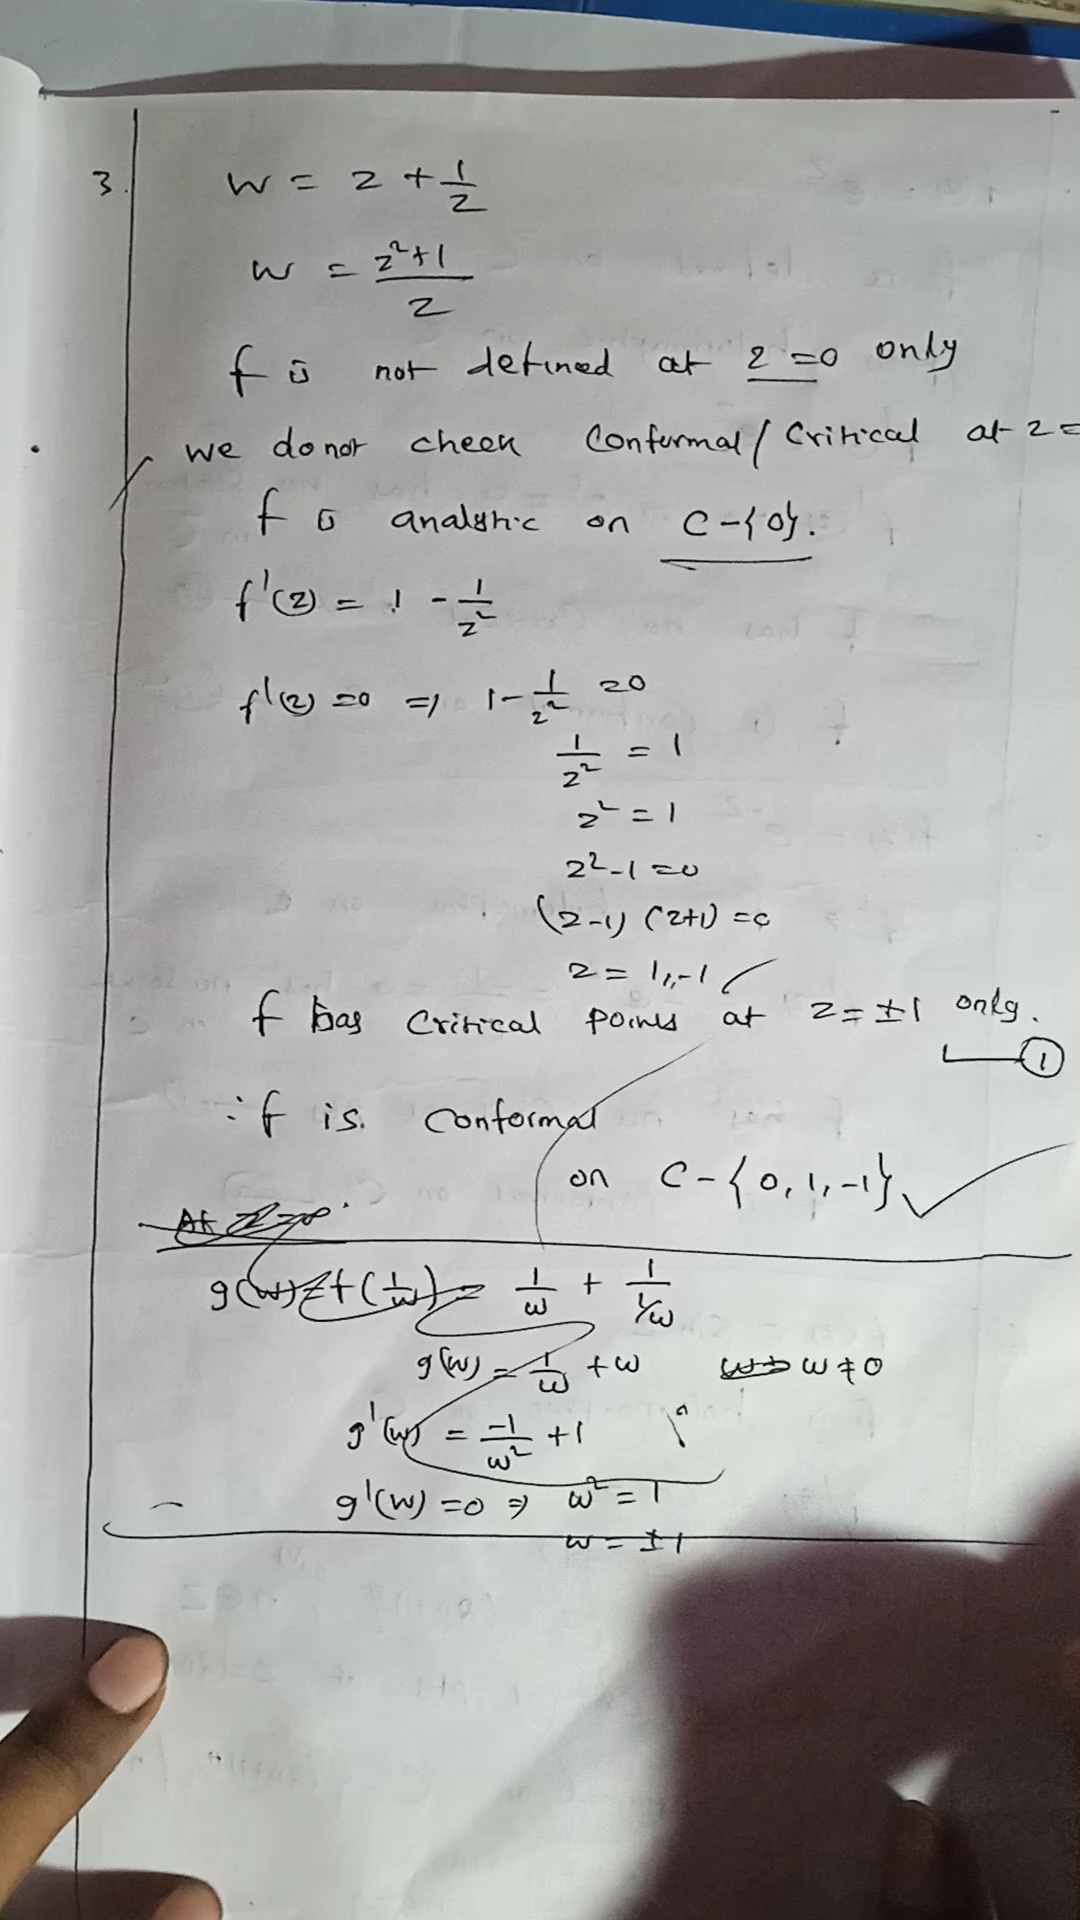 3. w = z + 1/z
w = z²+1 / z
f is not defined at z=0 only
we do not check Conformal/Critical at z=
f is analytic on C-{0}.
f'(z) = 1 - 1/z²
f'(z) =0 => 1 - 1/z² =0
1/z² = 1
z² = 1
z²-1 =0
(z-1) (z+1) =0
z = 1,-1
f has Critical Points at z=±1 only.
①
∴ f is. Conformal
on C-{0,1,-1}
At z=∞
g(w)=f(1/w) = 1/w + 1/1/w
g(w) = 1/w + w w≠0
g'(w) = -1/w² +1
g'(w) =0 => w² = 1
w = ±1